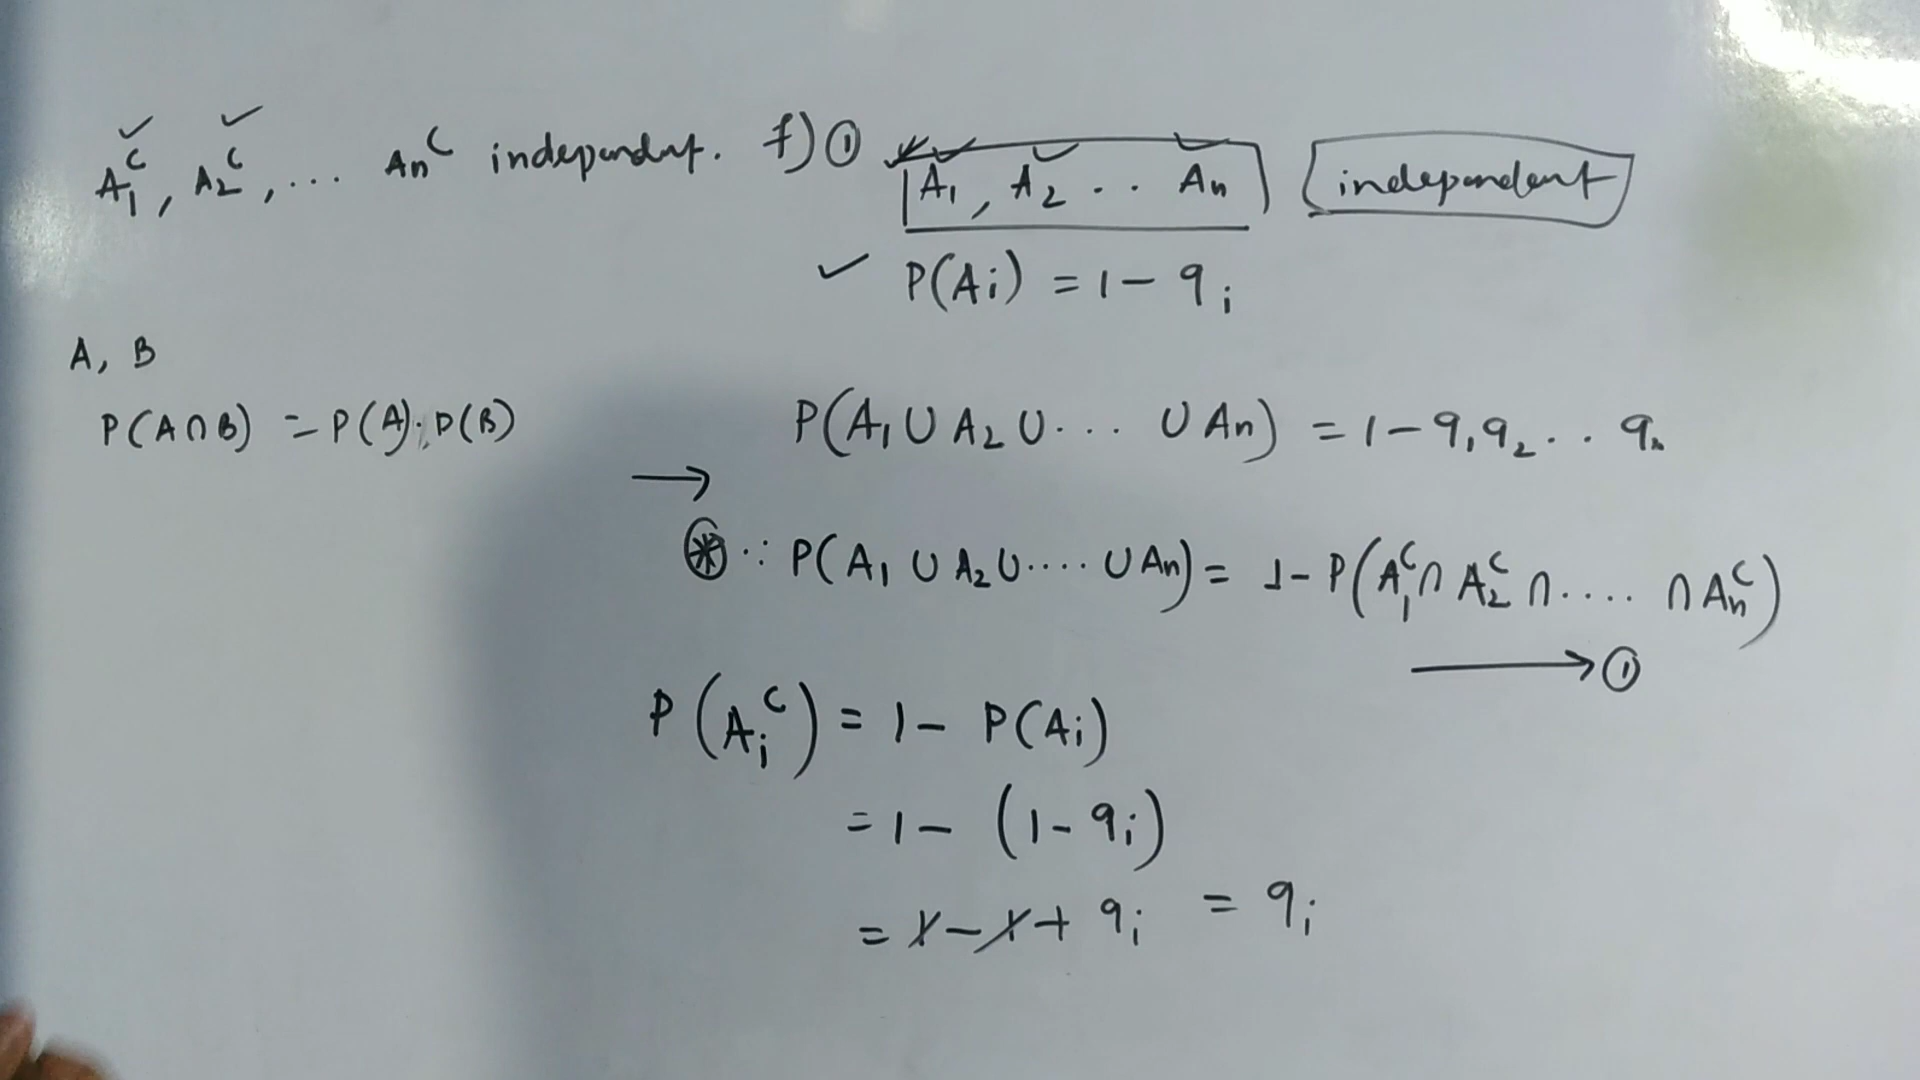 A₁ᶜ, A₂ᶜ, ... Anᶜ independent. f) ① A₁, A₂ .. An independent
P(Ai) = 1 - qi
A, B
P(A∩B) = P(A).P(B)
P(A₁ ∪ A₂ ∪ ... ∪ An) = 1 - q₁q₂ .. qn
→
⊛ ∵ P(A₁ ∪ A₂ ∪ .... ∪ An) = 1 - P(A₁ᶜ ∩ A₂ᶜ ∩ .... ∩ Anᶜ)
→ ①
P(Aiᶜ) = 1 - P(Ai)
= 1 - (1 - qi)
= 1 - 1 + qi = qi